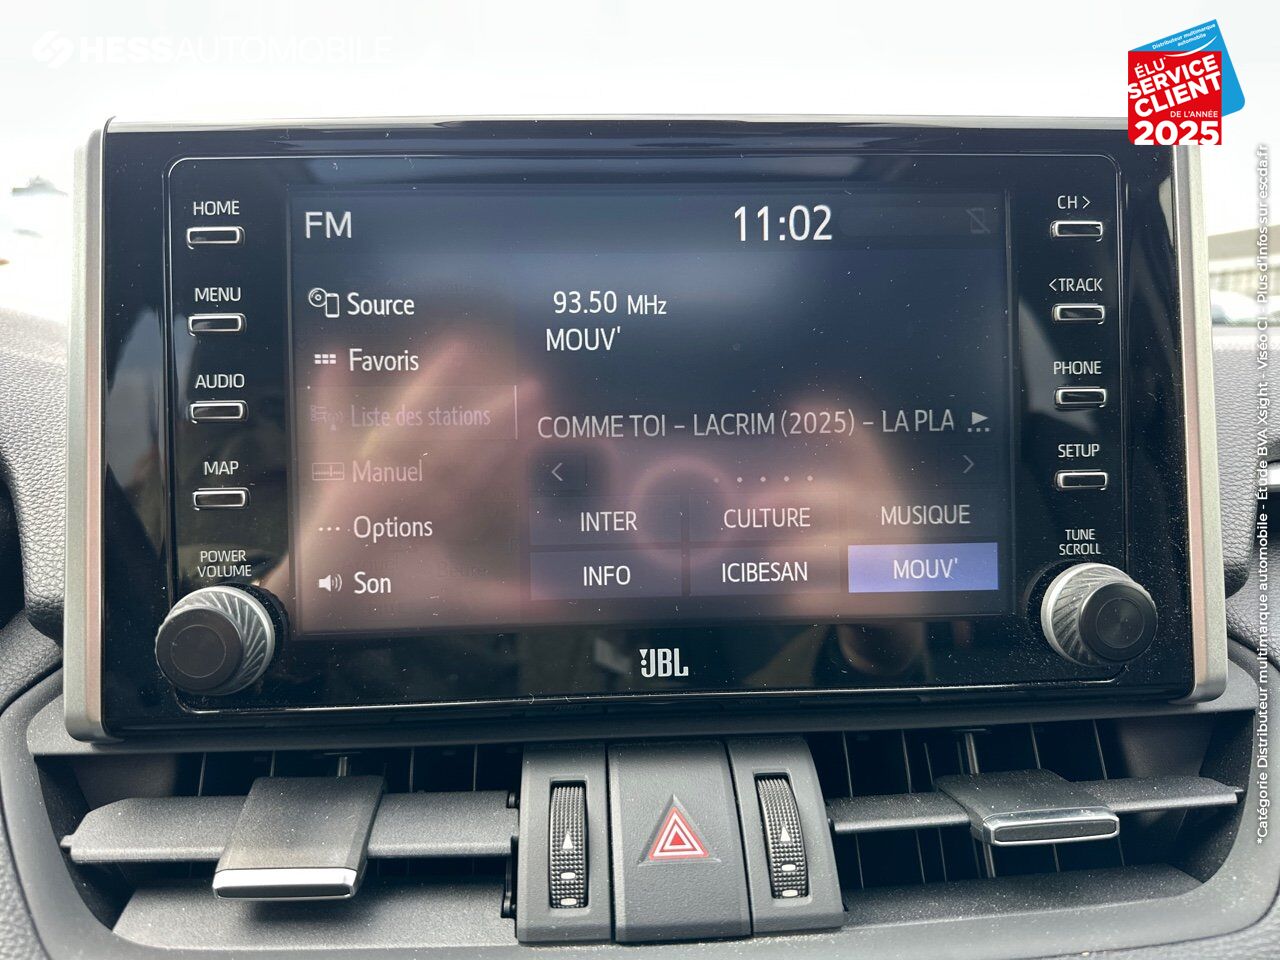 HESSAUTOMOBILE
Distributeur multimarque
automobile*
ÉLU
SERVICE
CLIENT
DE L'ANNÉE
2025
HOME
MENU
AUDIO
MAP
POWER
VOLUME
FM
11:02
Source
Favoris
Liste des stations
Manuel
Options
Son
93.50 MHz
MOUV'
COMME TOI – LACRIM (2025) – LA PLA ...
INTER
CULTURE
MUSIQUE
INFO
ICIBESAN
MOUV'
JBL
CH >
<TRACK
PHONE
SETUP
TUNE
SCROLL
*Catégorie Distributeur multimarque automobile - Étude BVA Xsight - Viséo CI - Plus d'infos sur escda.fr